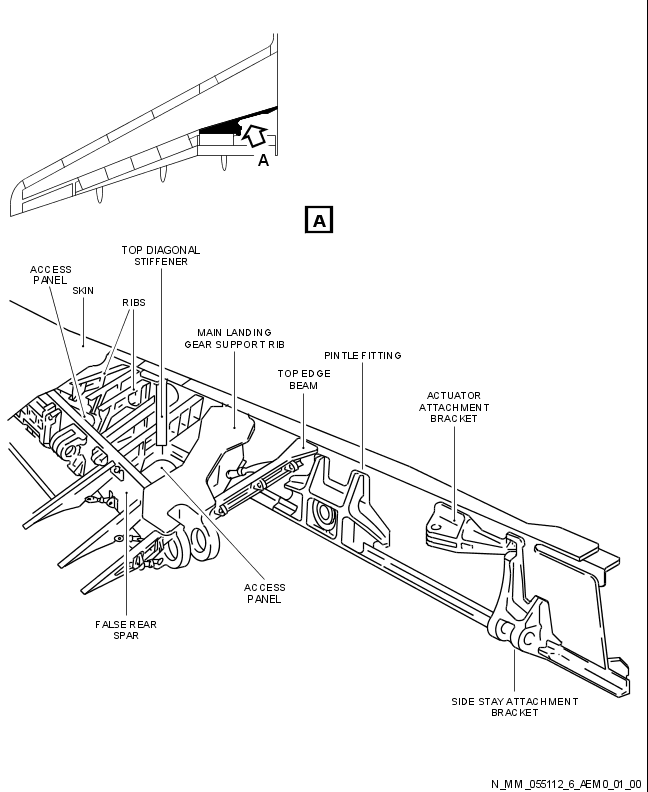 A
A
TOP DIAGONAL
STIFFENER
ACCESS
PANEL
SKIN
RIBS
MAIN LANDING
GEAR SUPPORT RIB
PINTLE FITTING
TOP EDGE
BEAM
ACTUATOR
ATTACHMENT
BRACKET
ACCESS
PANEL
FALSE REAR
SPAR
SIDE STAY ATTACHMENT
BRACKET
N_MM_055112_6_AEM0_01_00